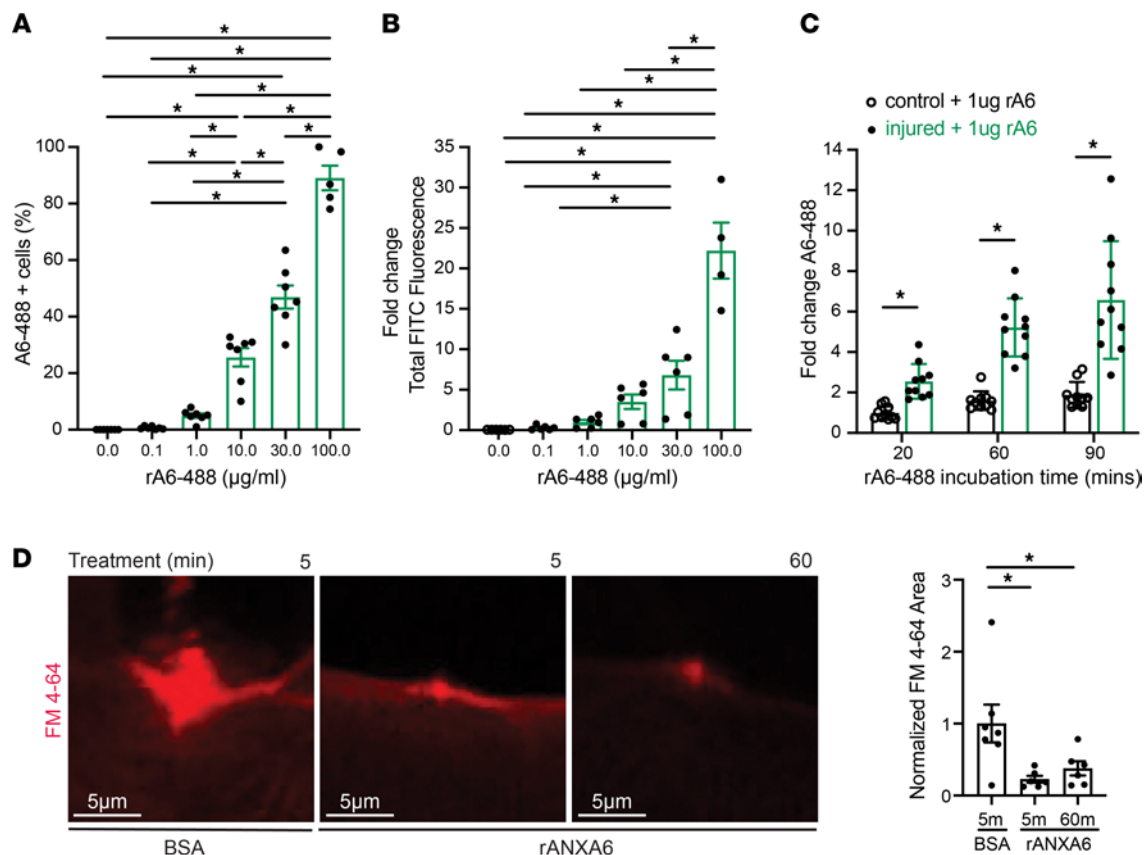 A
* * * * * * * * * * * *
A6-488 + cells (%)
100
80
60
40
20
0
0.0 0.1 1.0 10.0 30.0 100.0
rA6-488 (µg/ml)
B
* * * * * * * *
Fold change
Total FITC Fluorescence
35
30
25
20
15
10
5
0
0.0 0.1 1.0 10.0 30.0 100.0
rA6-488 (µg/ml)
C
control + 1ug rA6
injured + 1ug rA6
* * *
Fold change A6-488
14
12
10
8
6
4
2
0
20 60 90
rA6-488 incubation time (mins)
D
Treatment (min) 5 5 60
FM 4-64
5µm 5µm 5µm
BSA rANXA6
* *
Normalized FM 4-64 Area
3
2
1
0
5m 5m 60m
BSA rANXA6